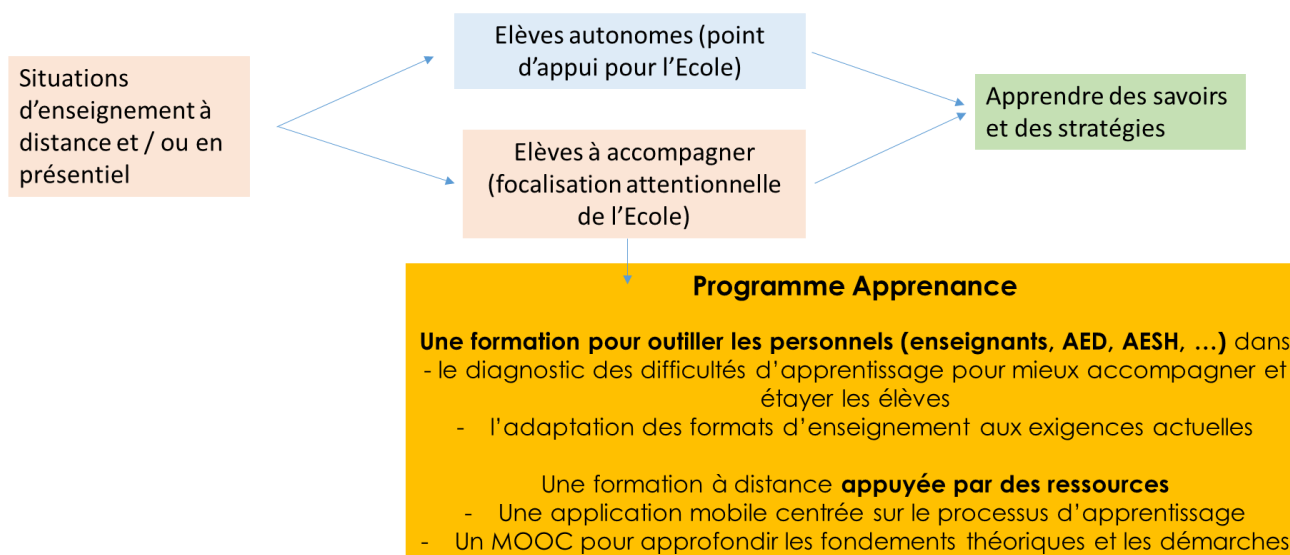 Situations
d'enseignement à
distance et / ou en
présentiel
Elèves autonomes (point
d'appui pour l'Ecole)
Elèves à accompagner
(focalisation attentionnelle
de l'Ecole)
Apprendre des savoirs
et des stratégies
Programme Apprenance
Une formation pour outiller les personnels (enseignants, AED, AESH, …) dans
- le diagnostic des difficultés d'apprentissage pour mieux accompagner et
étayer les élèves
- l'adaptation des formats d'enseignement aux exigences actuelles
Une formation à distance appuyée par des ressources
- Une application mobile centrée sur le processus d'apprentissage
- Un MOOC pour approfondir les fondements théoriques et les démarches